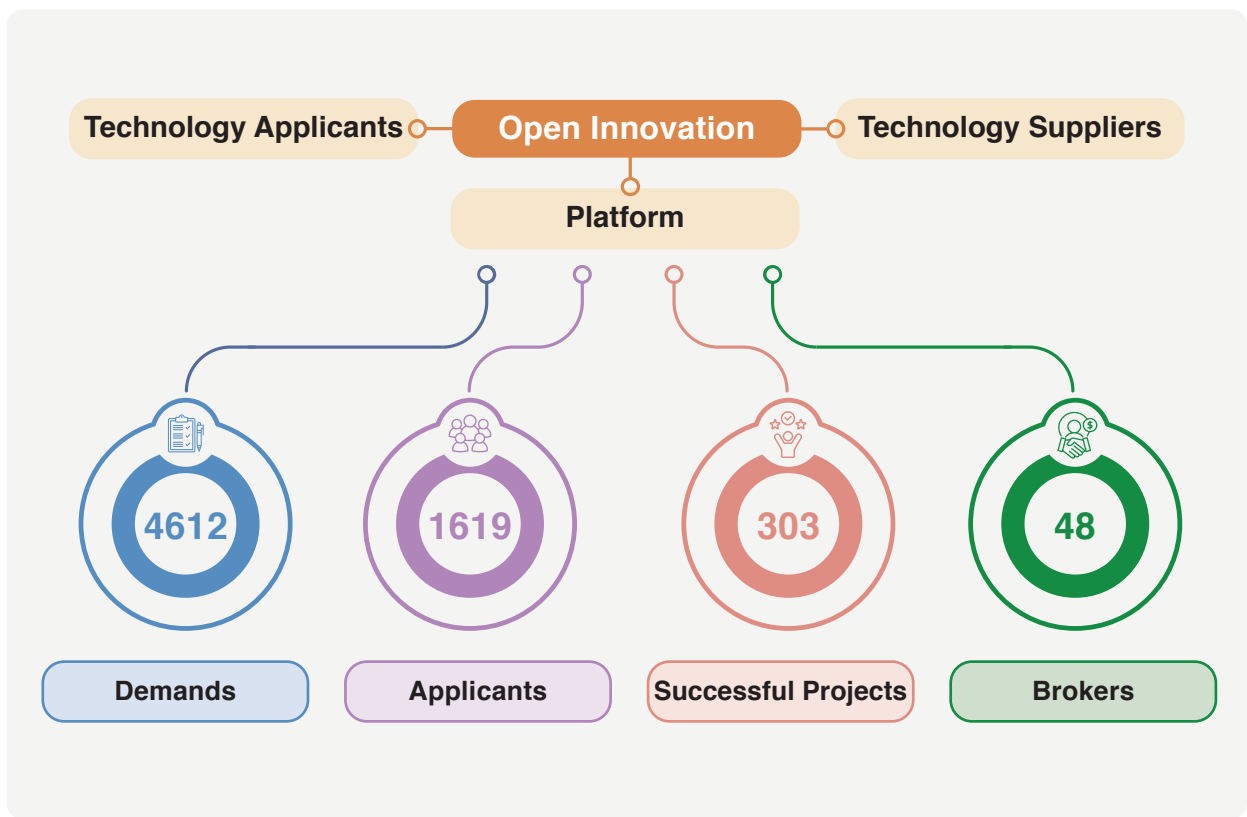 Technology Applicants
Open Innovation
Technology Suppliers
Platform
4612
1619
303
$
48
Demands
Applicants
Successful Projects
Brokers